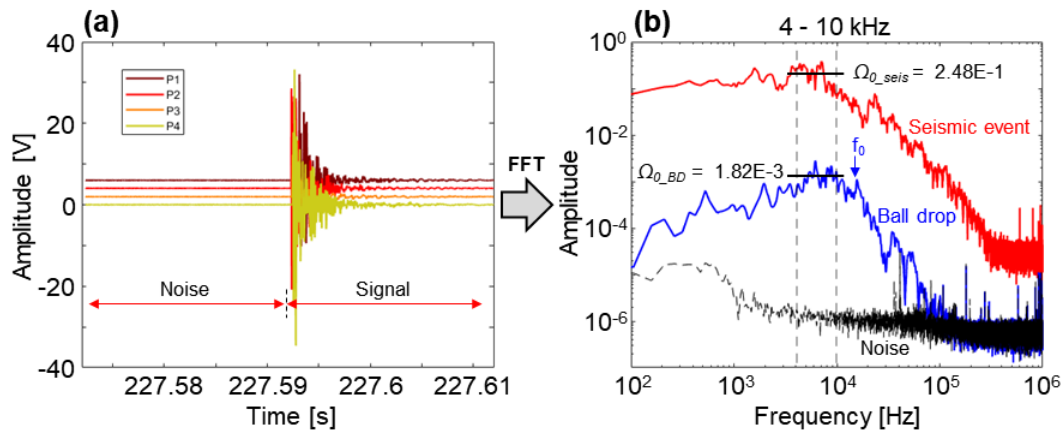 (a)
40
20
0
-20
-40
Amplitude [V]
P1
P2
P3
P4
Noise
Signal
227.58
227.59
227.6
227.61
Time [s]
FFT
(b)
4 - 10 kHz
10^0
10^-2
10^-4
10^-6
Amplitude
Ω0_seis = 2.48E-1
Seismic event
f0
Ω0_BD = 1.82E-3
Ball drop
Noise
10^2
10^3
10^4
10^5
10^6
Frequency [Hz]